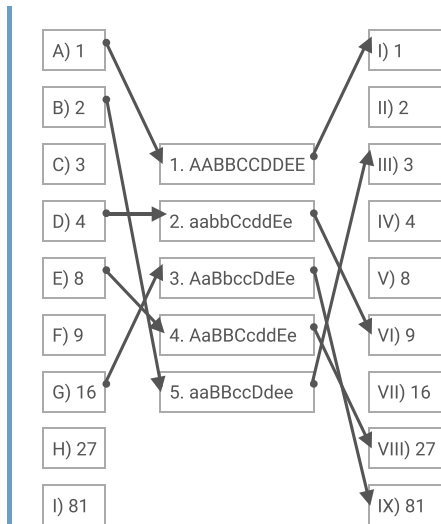 A) 1
B) 2
C) 3
D) 4
E) 8
F) 9
G) 16
H) 27
I) 81
1. AABBCCDDEE
2. aabbCcddEe
3. AaBbccDdEe
4. AaBBCcddEe
5. aaBBccDdee
I) 1
II) 2
III) 3
IV) 4
V) 8
VI) 9
VII) 16
VIII) 27
IX) 81